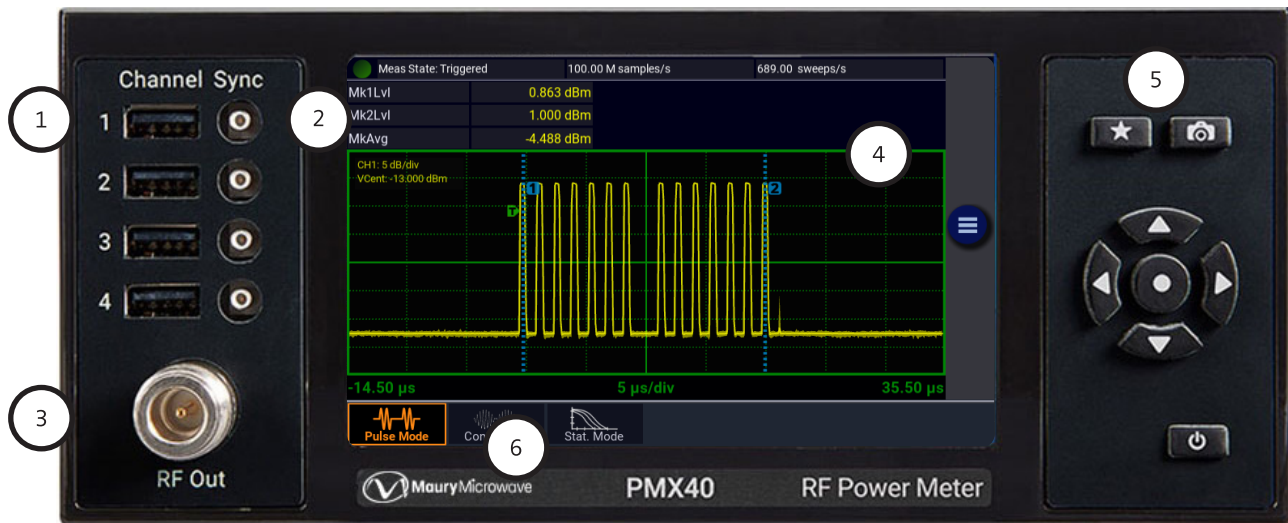 Channel Sync
1
2
3
4
RF Out
1
2
3
4
5
6
Meas State: Triggered 100.00 M samples/s 689.00 sweeps/s
Mk1Lvl 0.863 dBm
Mk2Lvl 1.000 dBm
MkAvg -4.488 dBm
CH1: 5 dB/div
VCent: -13.000 dBm
1
2
T
-14.50 µs 5 µs/div 35.50 µs
Pulse Mode Stat. Mode
MauryMicrowave PMX40 RF Power Meter